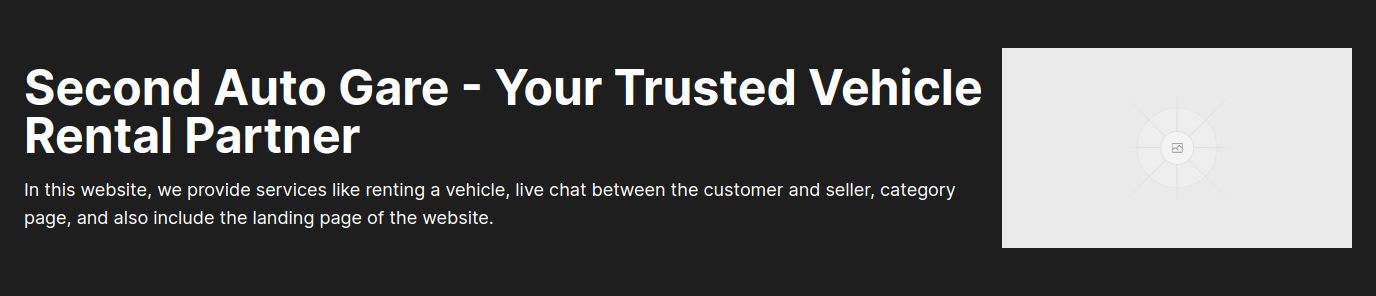 Second Auto Gare - Your Trusted Vehicle
Rental Partner
In this website, we provide services like renting a vehicle, live chat between the customer and seller, category
page, and also include the landing page of the website.